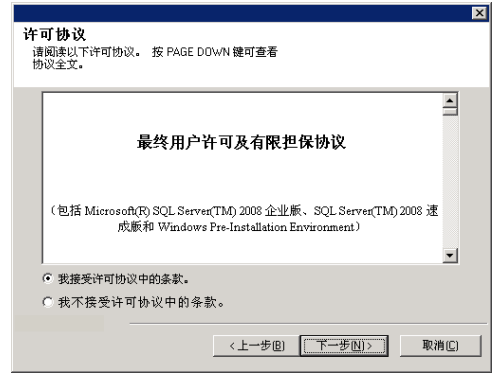 许可协议
请阅读以下许可协议。 按 PAGE DOWN 键可查看
协议全文。
最终用户许可及有限担保协议
（包括 Microsoft(R) SQL Server(TM) 2008 企业版、SQL Server(TM) 2008 速
成版和 Windows Pre-Installation Environment）
我接受许可协议中的条款。
我不接受许可协议中的条款。
<上一步(B) 下一步(N)> 取消(C)